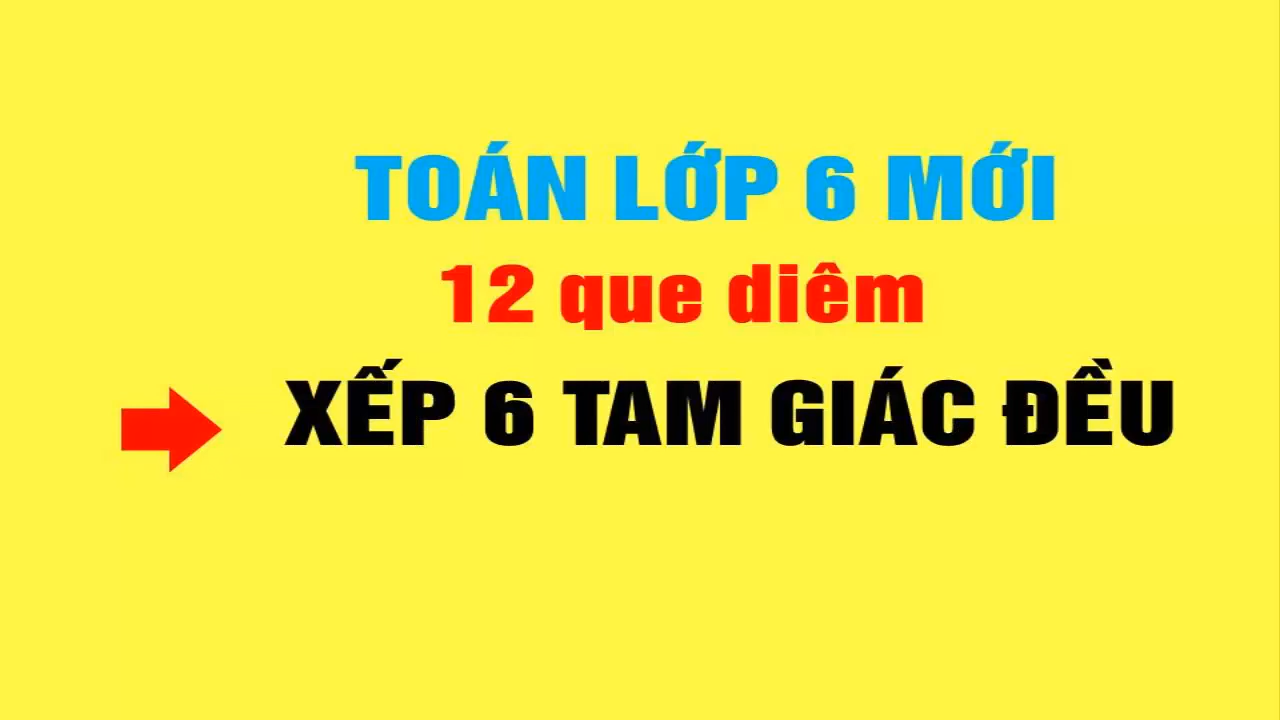 TOÁN LỚP 6 MỚI
12 que diêm
XẾP 6 TAM GIÁC ĐỀU